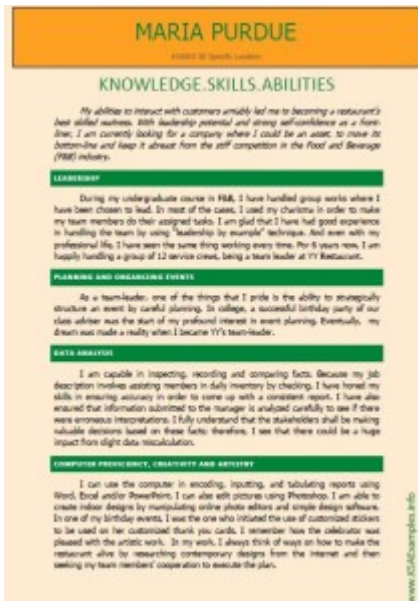 MARIA PURDUE
KNOWLEDGE.SKILLS.ABILITIES
My abilities to interact with customers amiably led me to becoming a restaurant's
best skilled waitress. With leadership potential and strong self-confidence as a front-
liner, I am currently looking for a company where I could be an asset, to move its
bottom-line and keep it abreast from the stiff competition in the Food and Beverage
(F&B) industry.
LEADERSHIP
During my undergraduate course in F&B, I have handled group works where I
have been chosen to lead. In most of the cases, I used my charisma in order to make
my team members do their assigned tasks. I am glad that I have had good experience
in handling the team by using "leadership by example" technique. And even with my
professional life, I have seen the same thing working every time. For 6 years now, I am
happily handling a group of 12 service crews, being a team leader at YY Restaurant.
PLANNING AND ORGANIZING EVENTS
As a team-leader, one of the things that I pride is the ability to strategically
structure an event by careful planning. In college, a successful birthday party of our
class adviser was the start of my profound interest in event planning. Eventually, my
dream was made a reality when I became YY's team-leader.
DATA ANALYSIS
I am capable in inspecting, recording and comparing facts. Because my job
description involves assisting members in daily inventory by checking, I have honed my
skills in ensuring accuracy in order to come up with a consistent report. I have also
ensured that information submitted to the manager is analyzed carefully to see if there
were erroneous interpretations. I fully understand that the stakeholders shall be making
valuable decisions based on these facts; therefore, I see that there could be a huge
impact from slight data miscalculation.
COMPUTER PROFICIENCY, CREATIVITY AND ARTISTRY
I can use the computer in encoding, inputting, and tabulating reports using
Word, Excel and/or PowerPoint. I can also edit pictures using Photoshop. I am able to
create indoor designs by manipulating online photo editors and simple design software.
In one of my birthday events, I was the one who initiated the use of customized stickers
to be used on her customized thank you cards. I remember how the celebrator was
pleased with the artistic work. In my work, I always think of ways on how to make the
restaurant alive by researching contemporary designs from the internet and then
seeking my team members' cooperation to execute the plan.
www.KSAExamples.info